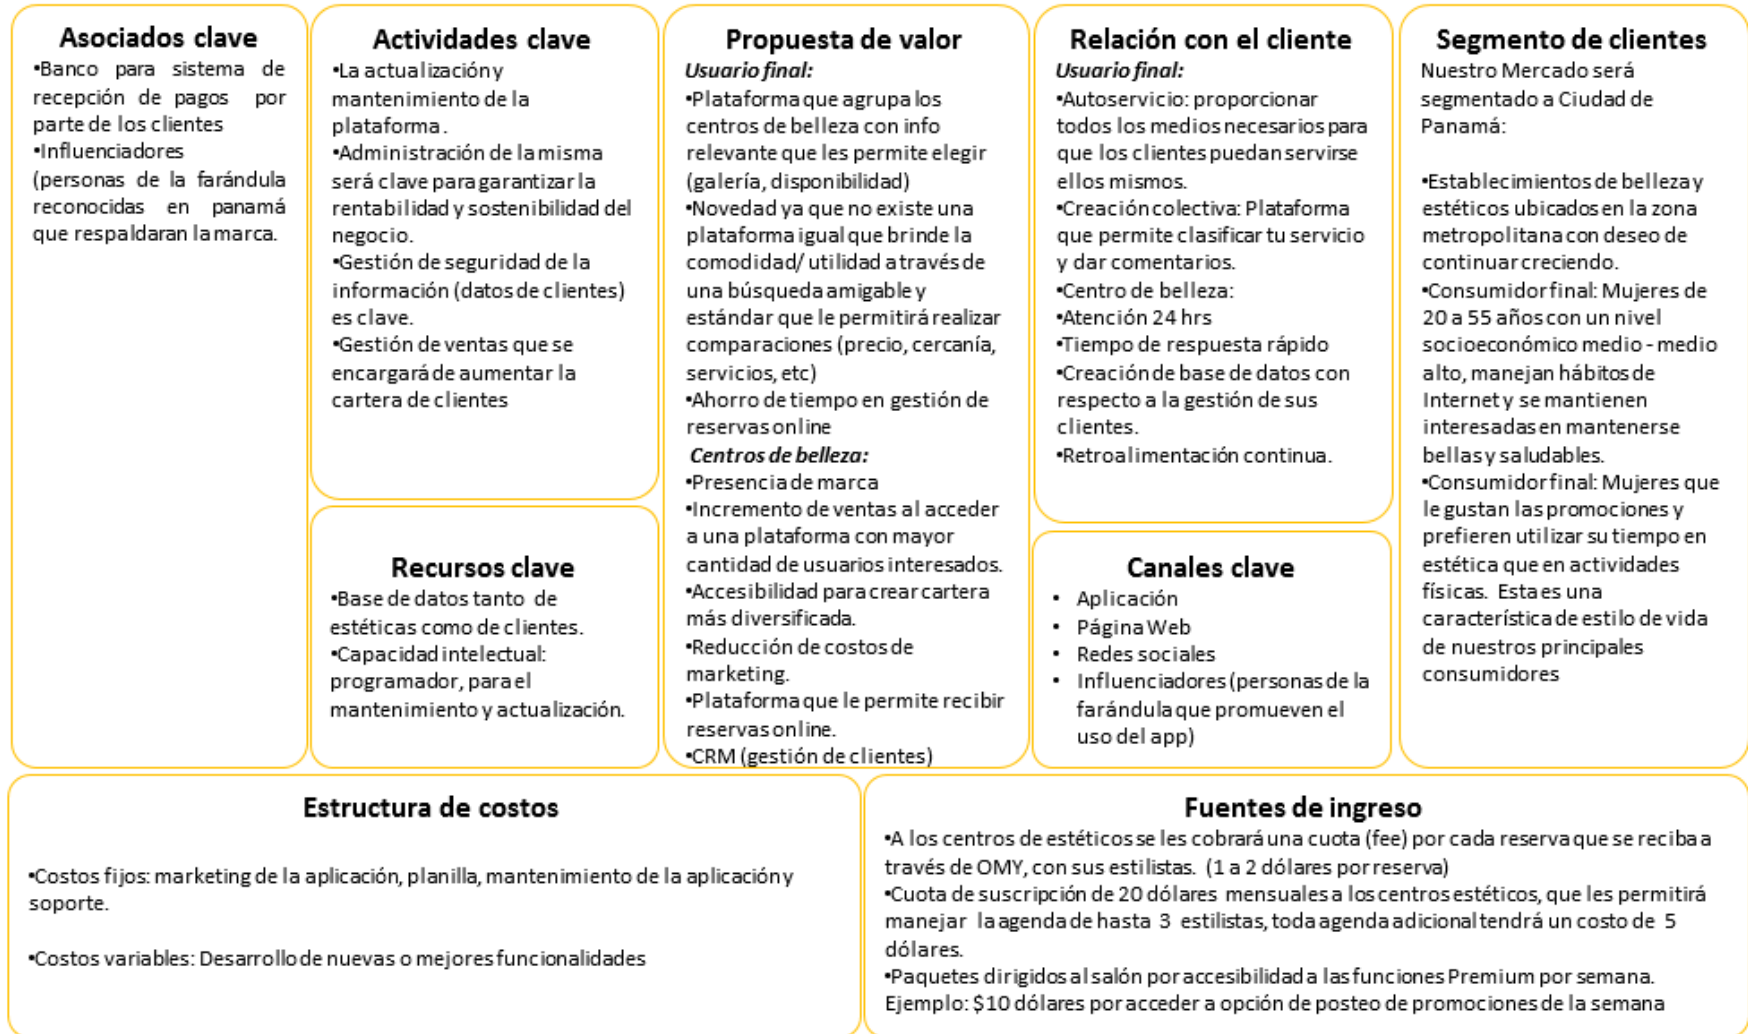 Asociados clave
•Banco para sistema de
recepción de pagos por
parte de los clientes
•Influenciadores
(personas de la farándula
reconocidas en panamá
que respaldaran la marca.
Actividades clave
•La actualización y
mantenimiento de la
plataforma.
•Administración de la misma
será clave para garantizar la
rentabilidad y sostenibilidad del
negocio.
•Gestión de seguridad de la
información (datos de clientes)
es clave.
•Gestión de ventas que se
encargará de aumentar la
cartera de clientes
Recursos clave
•Base de datos tanto de
estéticas como de clientes.
•Capacidad intelectual:
programador, para el
mantenimiento y actualización.
Propuesta de valor
Usuario final:
•Plataforma que agrupa los
centros de belleza con info
relevante que les permite elegir
(galería, disponibilidad)
•Novedad ya que no existe una
plataforma igual que brinde la
comodidad/ utilidad a través de
una búsqueda amigable y
estándar que le permitirá realizar
comparaciones (precio, cercanía,
servicios, etc)
•Ahorro de tiempo en gestión de
reservas online
Centros de belleza:
•Presencia de marca
•Incremento de ventas al acceder
a una plataforma con mayor
cantidad de usuarios interesados.
•Accesibilidad para crear cartera
más diversificada.
•Reducción de costos de
marketing.
•Plataforma que le permite recibir
reservas online.
•CRM (gestión de clientes)
Relación con el cliente
Usuario final:
•Autoservicio: proporcionar
todos los medios necesarios para
que los clientes puedan servirse
ellos mismos.
•Creación colectiva: Plataforma
que permite clasificar tu servicio
y dar comentarios.
•Centro de belleza:
•Atención 24 hrs
•Tiempo de respuesta rápido
•Creación de base de datos con
respecto a la gestión de sus
clientes.
•Retroalimentación continua.
Canales clave
• Aplicación
• Página Web
• Redes sociales
• Influenciadores (personas de la
farándula que promueven el
uso del app)
Segmento de clientes
Nuestro Mercado será
segmentado a Ciudad de
Panamá:
•Establecimientos de belleza y
estéticos ubicados en la zona
metropolitana con deseo de
continuar creciendo.
•Consumidor final: Mujeres de
20 a 55 años con un nivel
socioeconómico medio - medio
alto, manejan hábitos de
Internet y se mantienen
interesadas en mantenerse
bellas y saludables.
•Consumidor final: Mujeres que
le gustan las promociones y
prefieren utilizar su tiempo en
estética que en actividades
físicas. Esta es una
característica de estilo de vida
de nuestros principales
consumidores
Estructura de costos
•Costos fijos: marketing de la aplicación, planilla, mantenimiento de la aplicación y
soporte.
•Costos variables: Desarrollo de nuevas o mejores funcionalidades
Fuentes de ingreso
•A los centros de estéticos se les cobrará una cuota (fee) por cada reserva que se reciba a
través de OMY, con sus estilistas. (1 a 2 dólares por reserva)
•Cuota de suscripción de 20 dólares mensuales a los centros estéticos, que les permitirá
manejar la agenda de hasta 3 estilistas, toda agenda adicional tendrá un costo de 5
dólares.
•Paquetes dirigidos al salón por accesibilidad a las funciones Premium por semana.
Ejemplo: $10 dólares por acceder a opción de posteo de promociones de la semana